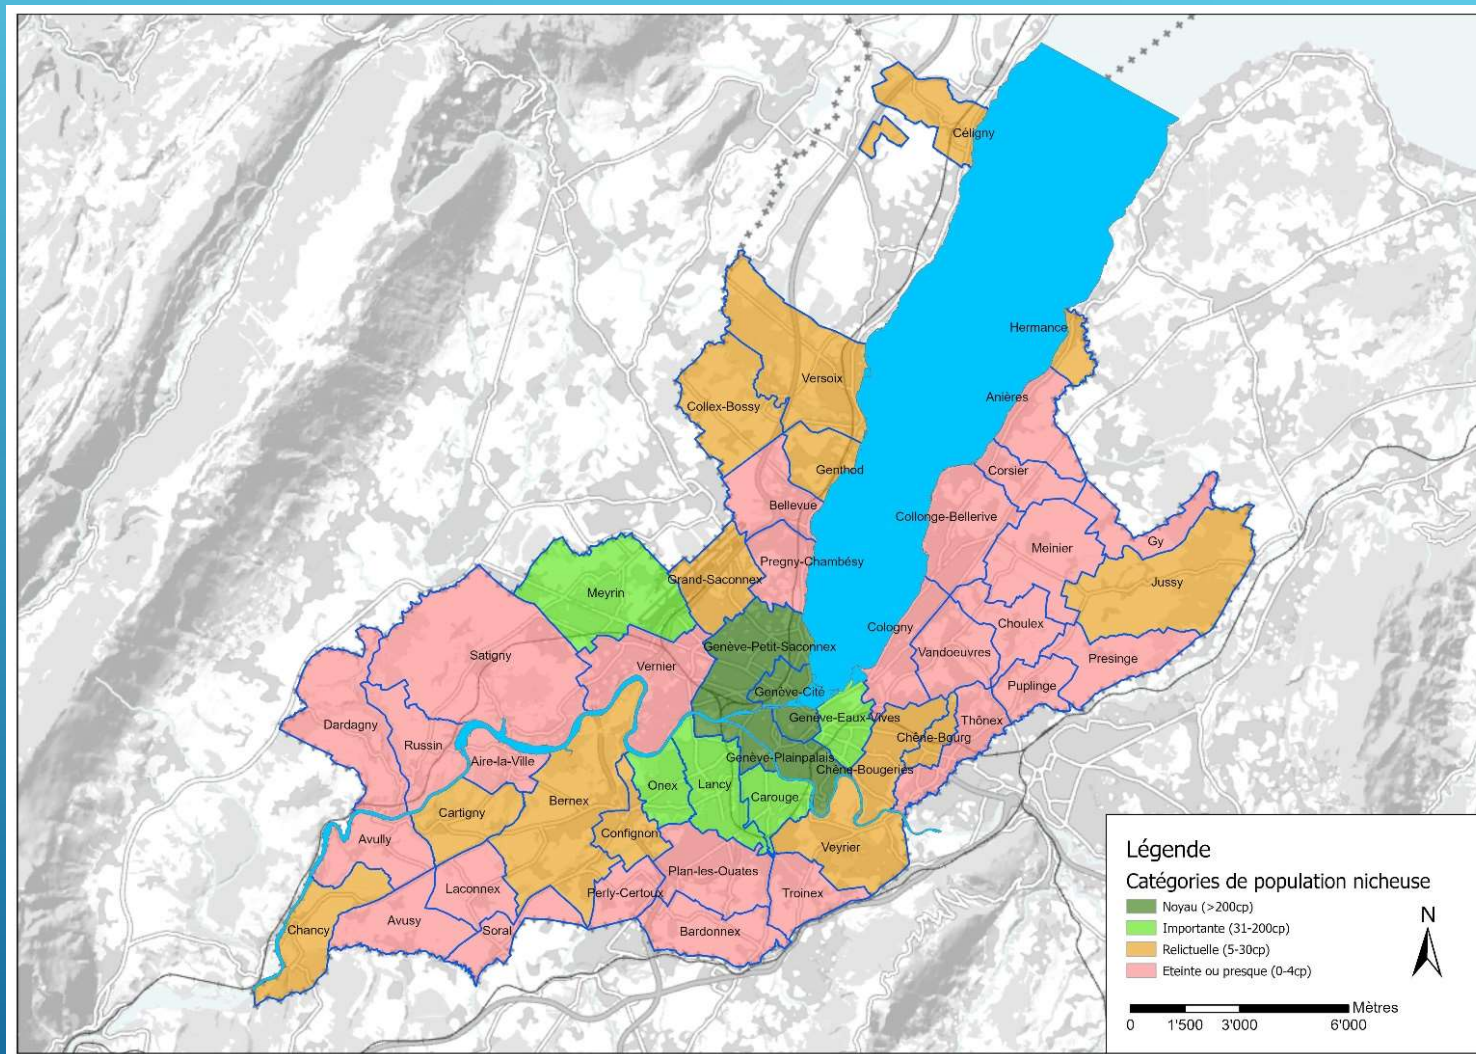 Céligny
Hermance
Versoix
Anières
Collex-Bossy
Genthod
Corsier
Bellevue
Collonge-Bellerive
Gy
Meinier
Pregny-Chambésy
Grand-Saconnex
Jussy
Meyrin
Cologny
Choulex
Genève-Petit-Saconnex
Vandoeuvres
Satigny
Vernier
Presinge
Puplinge
Genève-Cité
Genève-Eaux-Vives
Thônex
Dardagny
Chêne-Bourg
Russin
Aire-la-Ville
Genève-Plainpalais
Chêne-Bougeries
Onex
Lancy
Carouge
Bernex
Cartigny
Confignon
Avully
Veyrier
Plan-les-Ouates
Laconnex
Perly-Certoux
Troinex
Avusy
Chancy
Soral
Bardonnex
Légende
Catégories de population nicheuse
Noyau (>200cp)
Importante (31-200cp)
Relictuelle (5-30cp)
Eteinte ou presque (0-4cp)
N
Mètres
0 1'500 3'000 6'000